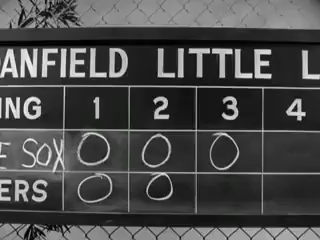 ANFIELD LITTLE L
ING 1 2 3 4
E SOX 0 0 0
ERS 0 0